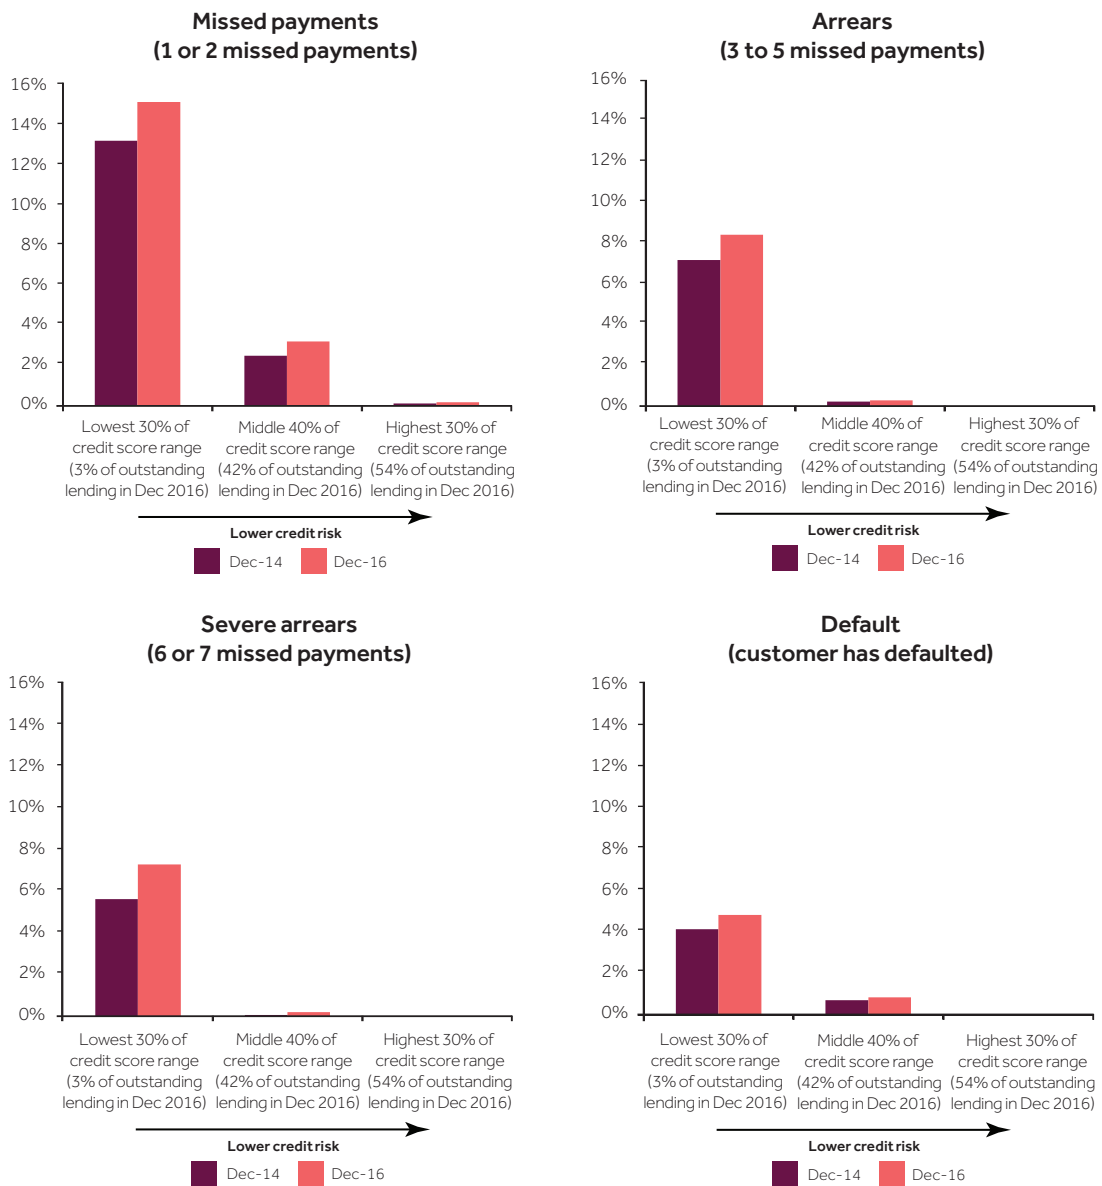 Missed payments
(1 or 2 missed payments)
16%
14%
12%
10%
8%
6%
4%
2%
0%
Lowest 30% of
credit score range
(3% of outstanding
lending in Dec 2016)
Middle 40% of
credit score range
(42% of outstanding
lending in Dec 2016)
Highest 30% of
credit score range
(54% of outstanding
lending in Dec 2016)
Lower credit risk
Dec-14
Dec-16
Arrears
(3 to 5 missed payments)
16%
14%
12%
10%
8%
6%
4%
2%
0%
Lowest 30% of
credit score range
(3% of outstanding
lending in Dec 2016)
Middle 40% of
credit score range
(42% of outstanding
lending in Dec 2016)
Highest 30% of
credit score range
(54% of outstanding
lending in Dec 2016)
Lower credit risk
Dec-14
Dec-16
Severe arrears
(6 or 7 missed payments)
16%
14%
12%
10%
8%
6%
4%
2%
0%
Lowest 30% of
credit score range
(3% of outstanding
lending in Dec 2016)
Middle 40% of
credit score range
(42% of outstanding
lending in Dec 2016)
Highest 30% of
credit score range
(54% of outstanding
lending in Dec 2016)
Lower credit risk
Dec-14
Dec-16
Default
(customer has defaulted)
16%
14%
12%
10%
8%
6%
4%
2%
0%
Lowest 30% of
credit score range
(3% of outstanding
lending in Dec 2016)
Middle 40% of
credit score range
(42% of outstanding
lending in Dec 2016)
Highest 30% of
credit score range
(54% of outstanding
lending in Dec 2016)
Lower credit risk
Dec-14
Dec-16